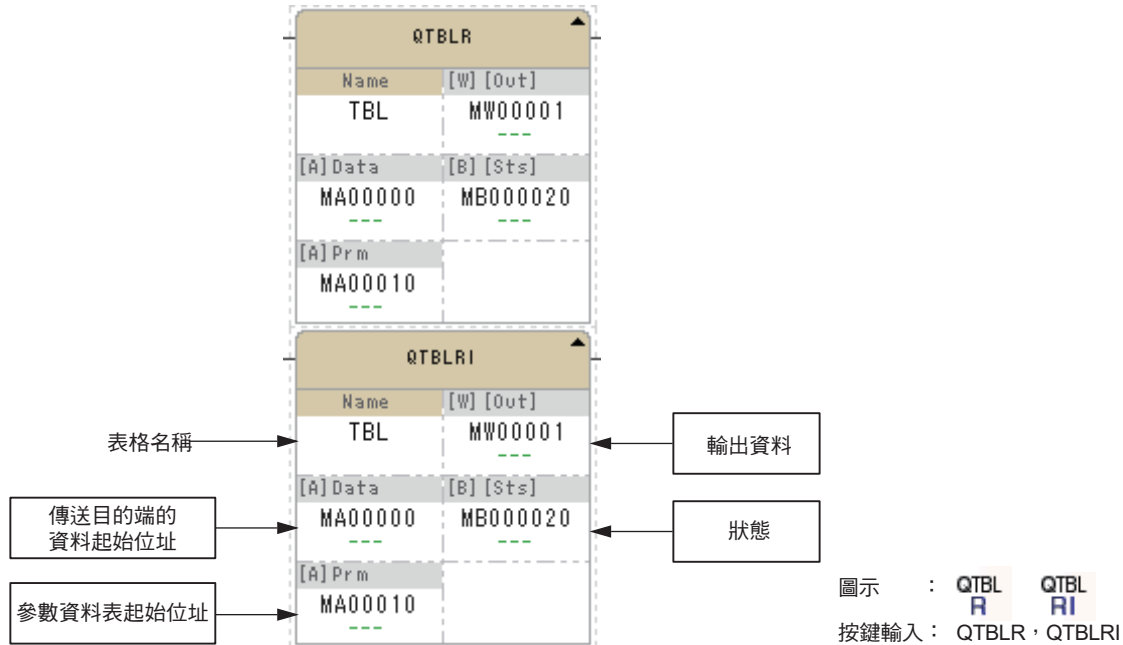 QTBLR
Name [W] [Out]
TBL MW00001
---
[A]Data [B] [Sts]
MA00000 MB000020
--- ---
[A]Prm
MA00010
---
QTBLRI
Name [W] [Out]
表格名稱 TBL MW00001 輸出資料
---
[A]Data [B] [Sts]
傳送目的端的
資料起始位址
MA00000 MB000020 狀態
--- ---
[A]Prm
參數資料表起始位址 MA00010
---
圖示 : QTBL R QTBL RI
按鍵輸入: QTBLR,QTBLRI